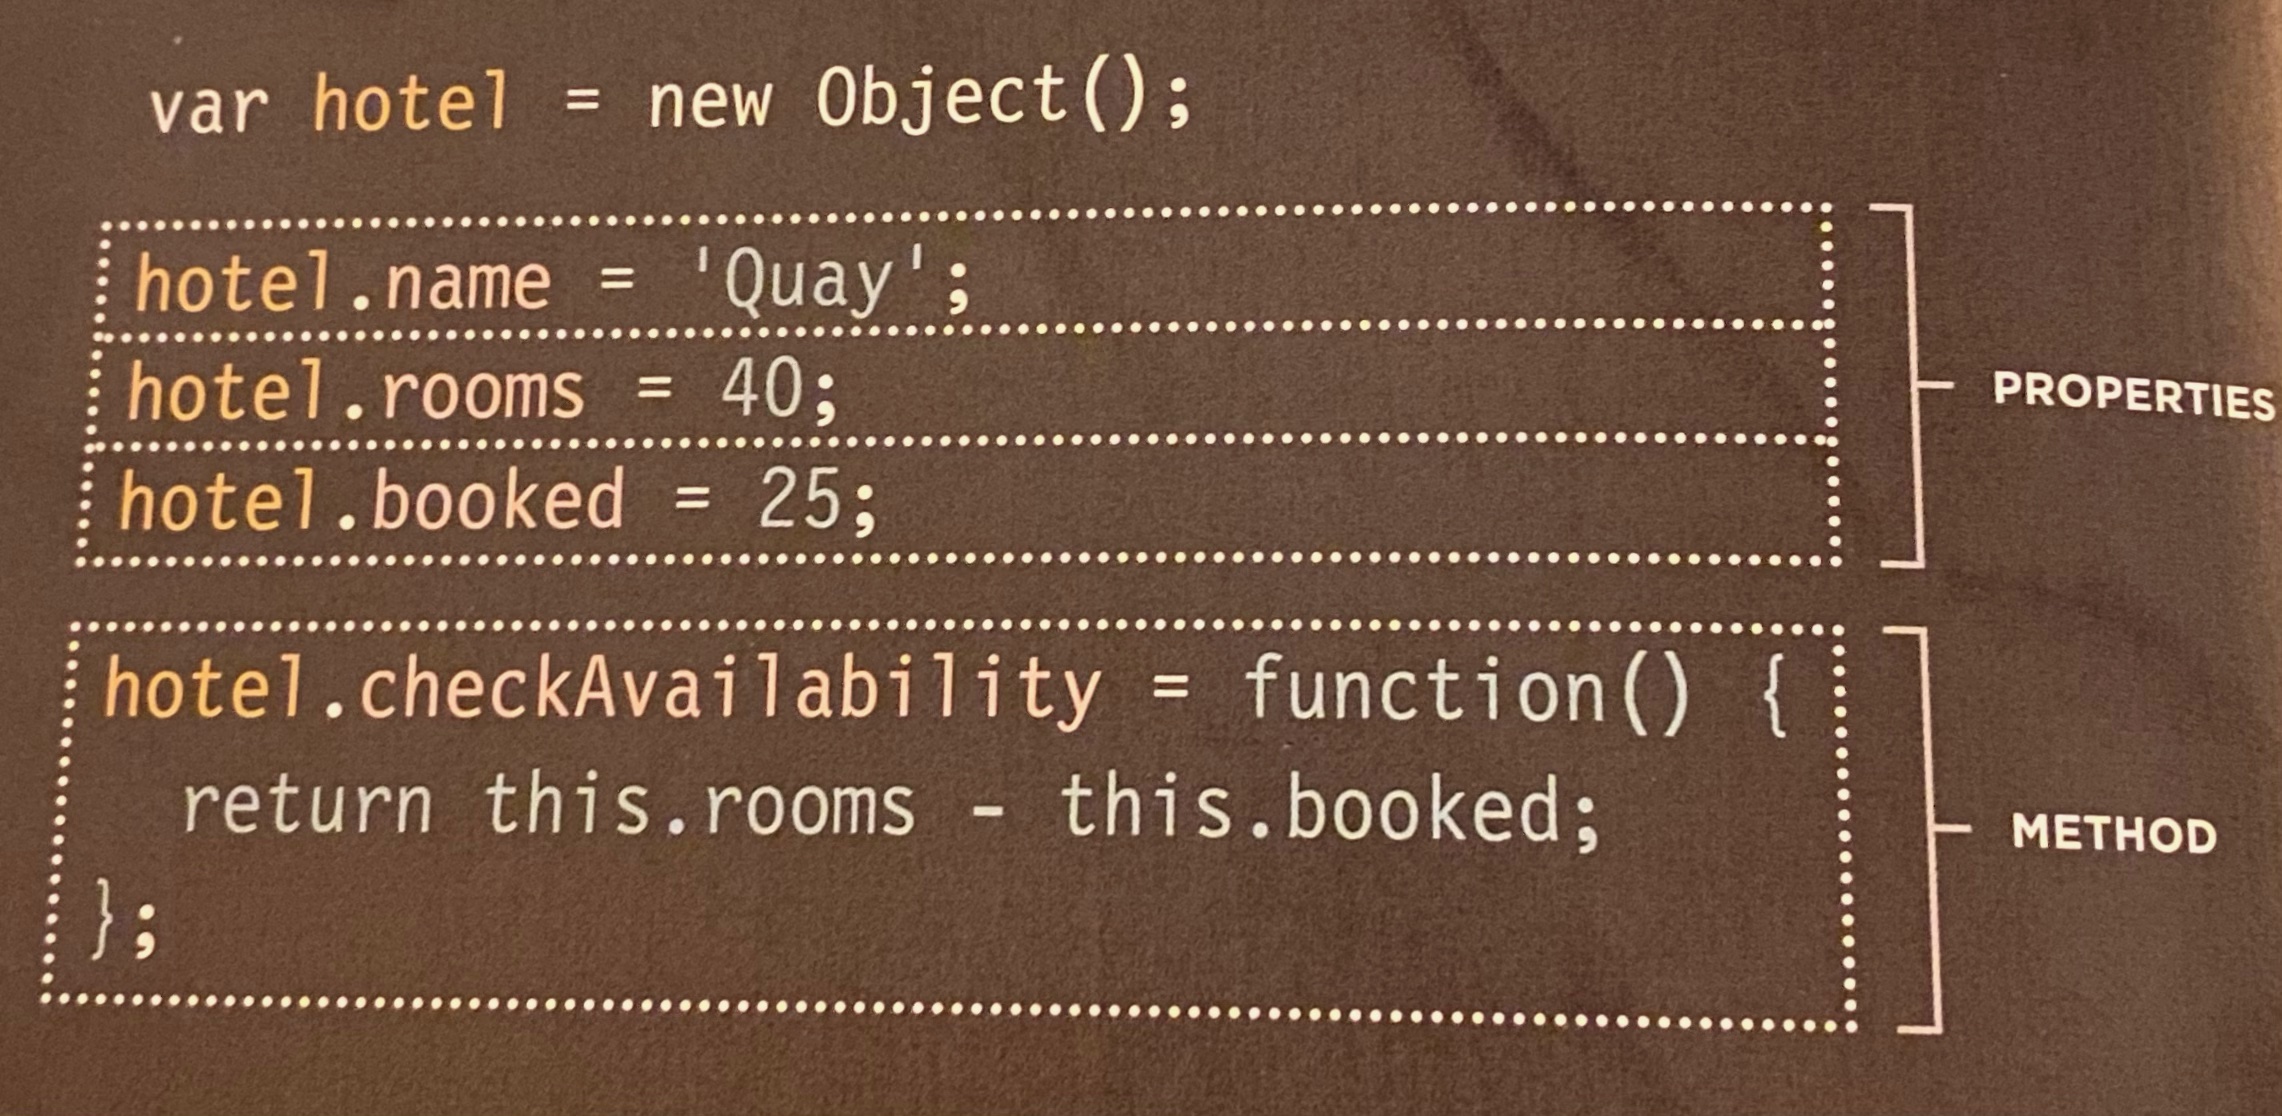 var hotel = new Object();
hotel.name = 'Quay';
hotel.rooms = 40;
hotel.booked = 25;
PROPERTIES
hotel.checkAvailability = function() {
return this.rooms - this.booked;
};
METHOD